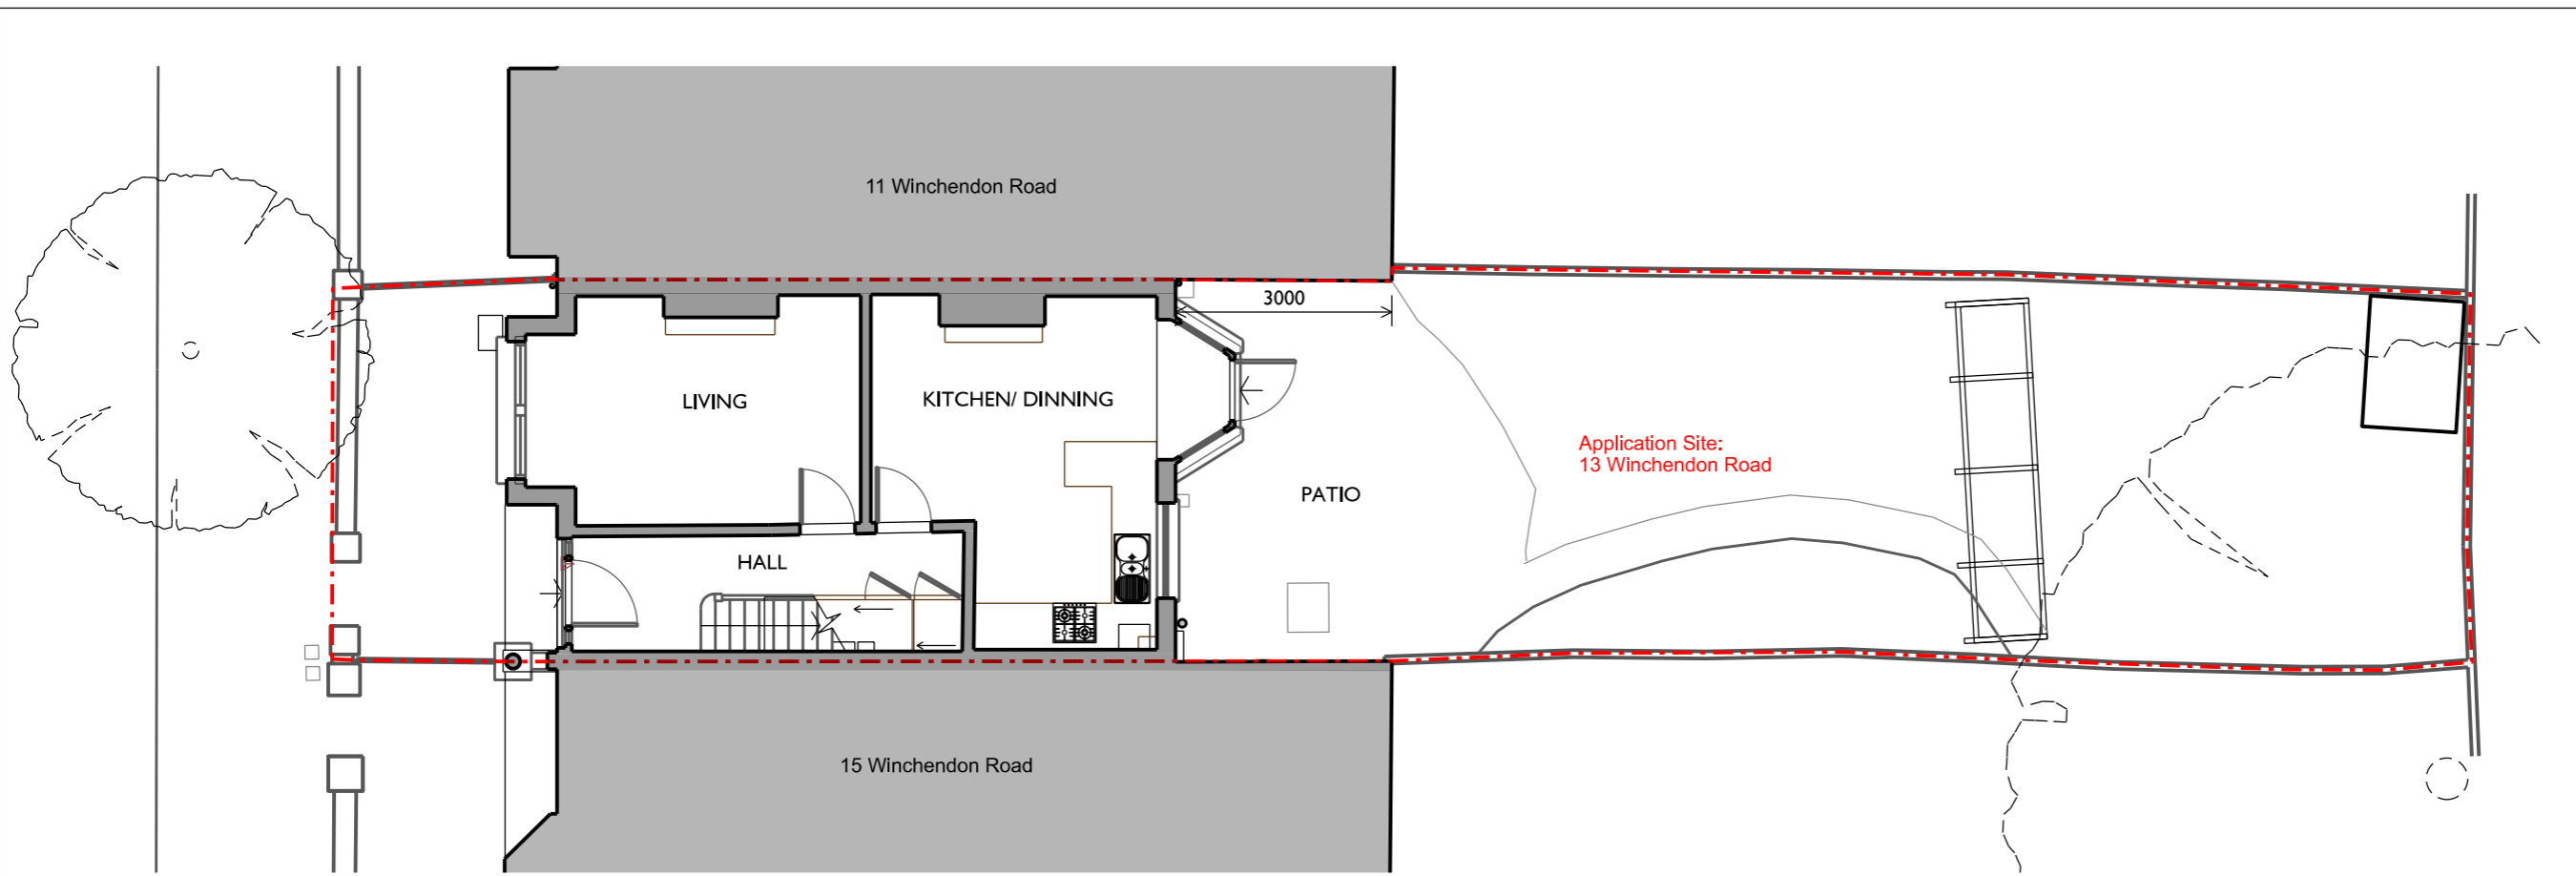 11 Winchendon Road
3000
LIVING
KITCHEN/ DINNING
Application Site:
13 Winchendon Road
PATIO
HALL
15 Winchendon Road